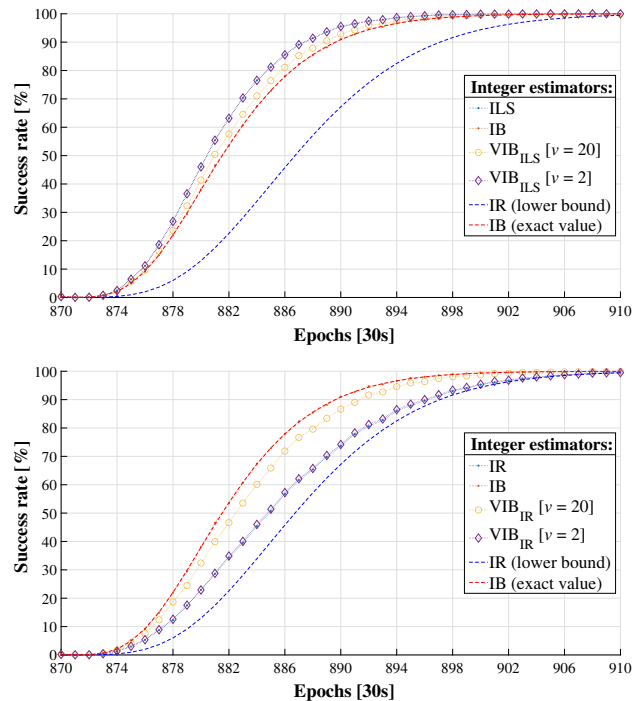 100
90
80
70
60
50
40
30
20
10
0
Success rate [%]
Integer estimators:
ILS
IB
VIB_ILS [v = 20]
VIB_ILS [v = 2]
IR (lower bound)
IB (exact value)
870 874 878 882 886 890 894 898 902 906 910
Epochs [30s]
100
90
80
70
60
50
40
30
20
10
0
Success rate [%]
Integer estimators:
IR
IB
VIB_IR [v = 20]
VIB_IR [v = 2]
IR (lower bound)
IB (exact value)
870 874 878 882 886 890 894 898 902 906 910
Epochs [30s]